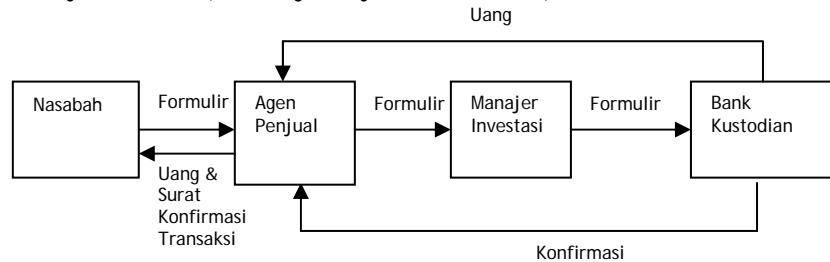 Uang
Nasabah
Formulir
Agen
Penjual
Formulir
Manajer
Investasi
Formulir
Bank
Kustodian
Uang &
Surat
Konfirmasi
Transaksi
Konfirmasi